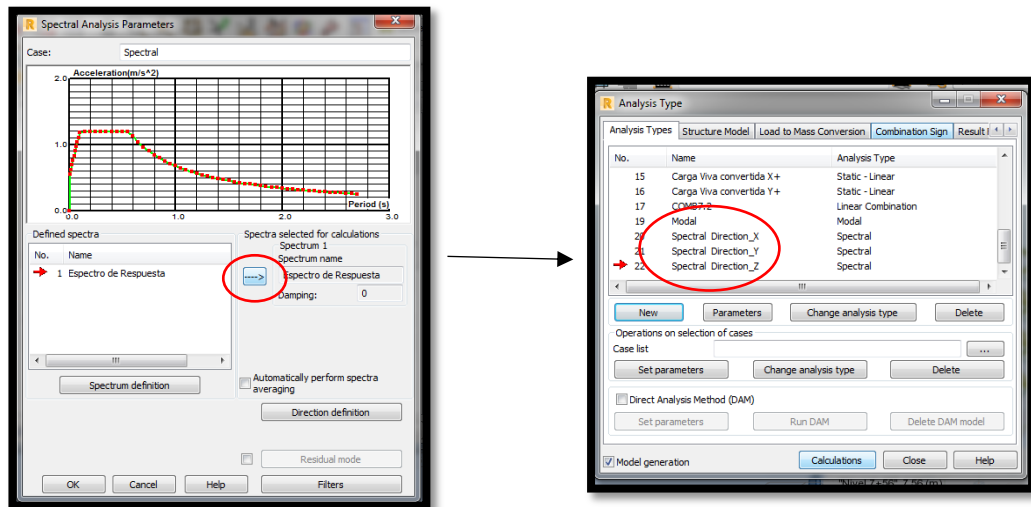 Spectral Analysis Parameters
Case: Spectral
Acceleration(m/s^2)
2.0
1.0
0.0
Period (s)
0.0 1.0 2.0 3.0
Defined spectra
No. Name
1 Espectro de Respuesta
Spectrum definition
Spectra selected for calculations
Spectrum 1
Spectrum name
---->
Espectro de Respuesta
Damping: 0
Automatically perform spectra
averaging
Direction definition
Residual mode
OK Cancel Help Filters
Analysis Type
Analysis Types Structure Model Load to Mass Conversion Combination Sign Result
No. Name Analysis Type
15 Carga Viva convertida X+ Static - Linear
16 Carga Viva convertida Y+ Static - Linear
17 COMB7.2 Linear Combination
19 Modal Modal
20 Spectral Direction_X Spectral
21 Spectral Direction_Y Spectral
22 Spectral Direction_Z Spectral
New Parameters Change analysis type Delete
Operations on selection of cases
Case list ...
Set parameters Change analysis type Delete
Direct Analysis Method (DAM)
Set parameters Run DAM Delete DAM model
Model generation Calculations Close Help